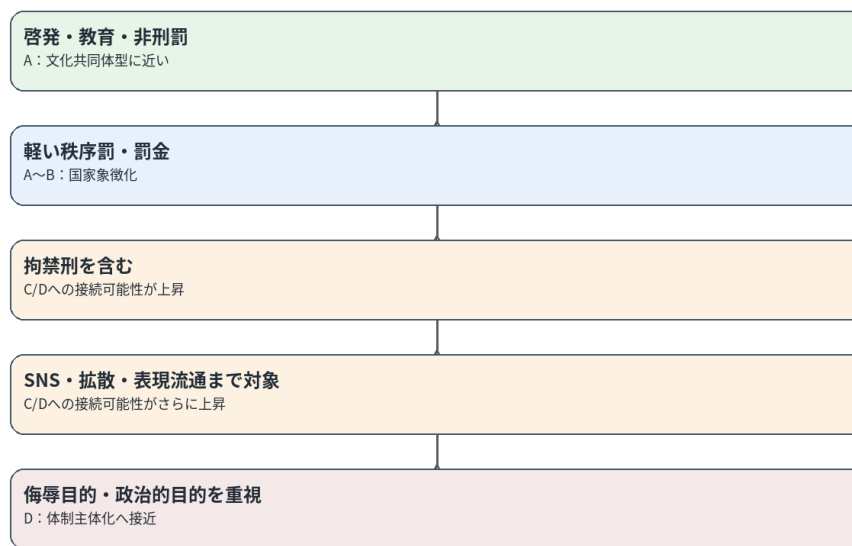 啓発・教育・非刑罰
A：文化共同体型に近い
軽い秩序罰・罰金
A〜B：国家象徴化
拘禁刑を含む
C/Dへの接続可能性が上昇
SNS・拡散・表現流通まで対象
C/Dへの接続可能性がさらに上昇
侮辱目的・政治的目的を重視
D：体制主体化へ接近